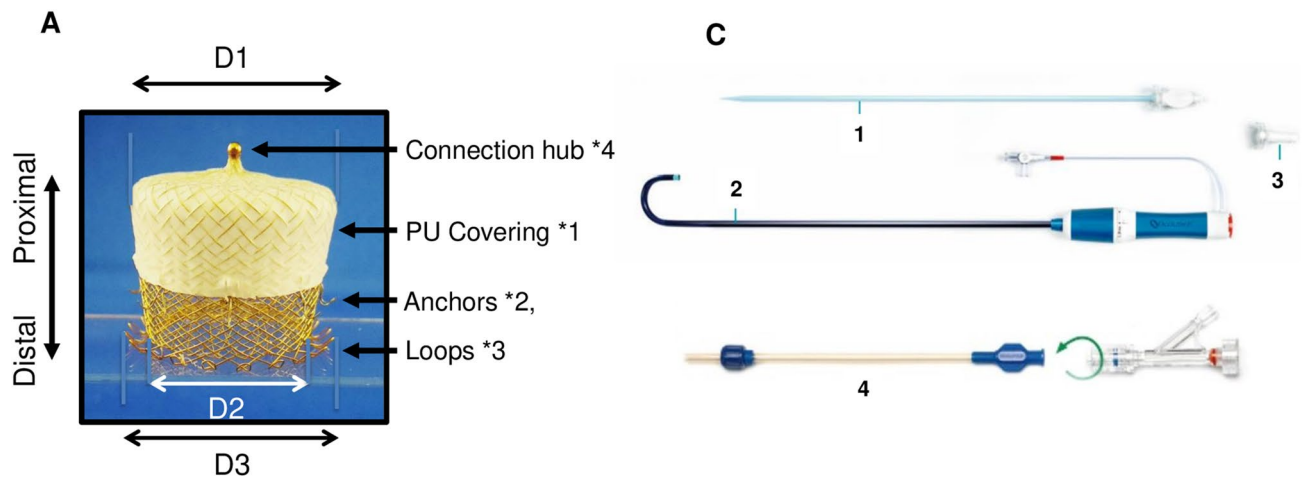 A
D1
Proximal
Distal
Connection hub *4
PU Covering *1
Anchors *2,
Loops *3
D2
D3
C
1
2
3
4